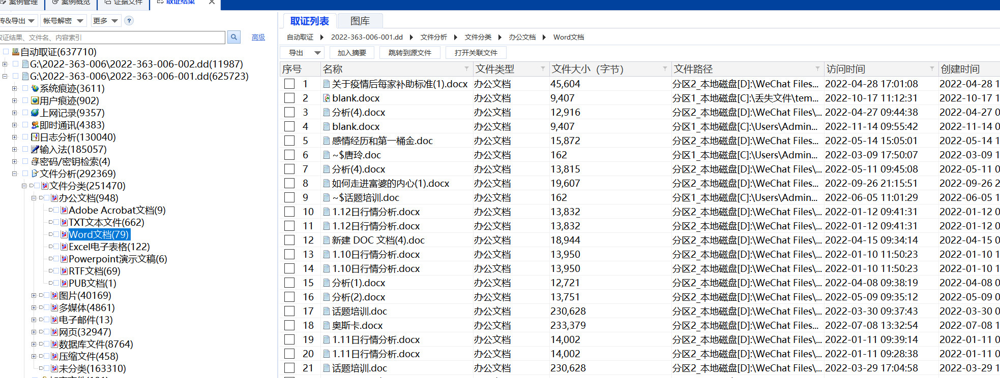 案例管理 案例概览 证据文件 取证结果
传&导出 帐号解密 更多 ?
取证结果、文件名、内容索引 高级
自动取证(637710)
G:\2022-363-006\2022-363-006-002.dd(11987)
G:\2022-363-006\2022-363-006-001.dd(625723)
系统痕迹(3611)
用户痕迹(902)
上网记录(9357)
即时通讯(4383)
日志分析(130040)
输入法(185057)
密码/密钥检索(4)
文件分析(292369)
文件分类(251470)
办公文档(948)
Adobe Acrobat文档(9)
TXT文本文件(662)
Word文档(79)
Excel电子表格(122)
Powerpoint演示文稿(6)
RTF文档(69)
PUB文档(1)
图片(40169)
多媒体(4861)
电子邮件(13)
网页(32947)
数据库文件(8764)
压缩文件(458)
未分类(163310)
取证列表 图库
自动取证 2022-363-006-001.dd 文件分析 文件分类 办公文档 Word文档
导出 加入摘要 跳转到源文件 打开关联文件
序号 名称 文件类型 文件大小（字节） 文件路径 访问时间 创建时间
1 关于疫情后每家补助标准(1).docx 办公文档 45,604 分区2_本地磁盘[D]:\WeChat Files... 2022-04-28 17:01:08 2022-04-28 1
2 blank.docx 办公文档 9,407 分区1_本地磁盘[C]:\丢失文件\tem... 2022-10-17 11:12:31 2022-10-17 1
3 分析(4).docx 办公文档 12,916 分区2_本地磁盘[D]:\WeChat Files\... 2022-04-27 09:44:38 2022-04-27 0
4 blank.docx 办公文档 9,407 分区1_本地磁盘[C]:\Users\Admin... 2022-11-14 09:55:42 2022-11-14 0
5 感情经历和第一桶金.doc 办公文档 15,872 分区2_本地磁盘[D]:\WeChat Files\... 2022-05-14 15:05:01 2022-05-14 1
6 ~$唐玲.doc 办公文档 162 分区1_本地磁盘[C]:\Users\Admin... 2022-03-09 17:50:07 2022-03-09 1
7 分析(4).docx 办公文档 13,815 分区2_本地磁盘[D]:\WeChat Files\... 2022-05-11 09:45:08 2022-05-11 0
8 如何走进富婆的内心(1).docx 办公文档 19,607 分区2_本地磁盘[D]:\WeChat Files\... 2022-09-26 21:15:51 2022-09-26 2
9 ~$话题培训.doc 办公文档 162 分区1_本地磁盘[C]:\Users\Admin... 2022-06-05 11:01:29 2022-06-05 1
10 1.12日行情分析.docx 办公文档 13,832 分区2_本地磁盘[D]:\WeChat Files\... 2022-01-12 09:41:31 2022-01-12 0
11 1.12日行情分析.docx 办公文档 13,832 分区2_本地磁盘[D]:\WeChat Files\... 2022-01-12 09:41:31 2022-01-12 0
12 新建 DOC 文档(4).doc 办公文档 18,944 分区2_本地磁盘[D]:\WeChat Files\... 2022-04-15 09:34:14 2022-04-15 0
13 1.10日行情分析.docx 办公文档 13,950 分区2_本地磁盘[D]:\WeChat Files\... 2022-01-10 11:50:23 2022-01-10 1
14 1.10日行情分析.docx 办公文档 13,950 分区2_本地磁盘[D]:\WeChat Files\... 2022-01-10 11:50:23 2022-01-10 1
15 分析(1).docx 办公文档 12,721 分区2_本地磁盘[D]:\WeChat Files\... 2022-04-08 09:38:19 2022-04-08 0
16 分析(2).docx 办公文档 13,751 分区2_本地磁盘[D]:\WeChat Files\... 2022-05-09 09:35:12 2022-05-09 0
17 话题培训.doc 办公文档 230,628 分区2_本地磁盘[D]:\WeChat Files\... 2022-03-30 09:37:43 2022-03-30 0
18 奥斯卡.docx 办公文档 233,379 分区2_本地磁盘[D]:\WeChat Files\... 2022-07-08 13:32:54 2022-07-08 1
19 1.11日行情分析.docx 办公文档 14,002 分区2_本地磁盘[D]:\WeChat Files\... 2022-01-11 09:39:14 2022-01-11 0
20 1.11日行情分析.docx 办公文档 14,002 分区2_本地磁盘[D]:\WeChat Files\... 2022-01-11 09:28:38 2022-01-11 0
21 话题培训.doc 办公文档 230,628 分区2_本地磁盘[D]:\WeChat Files\... 2022-03-29 17:04:58 2022-03-29 1